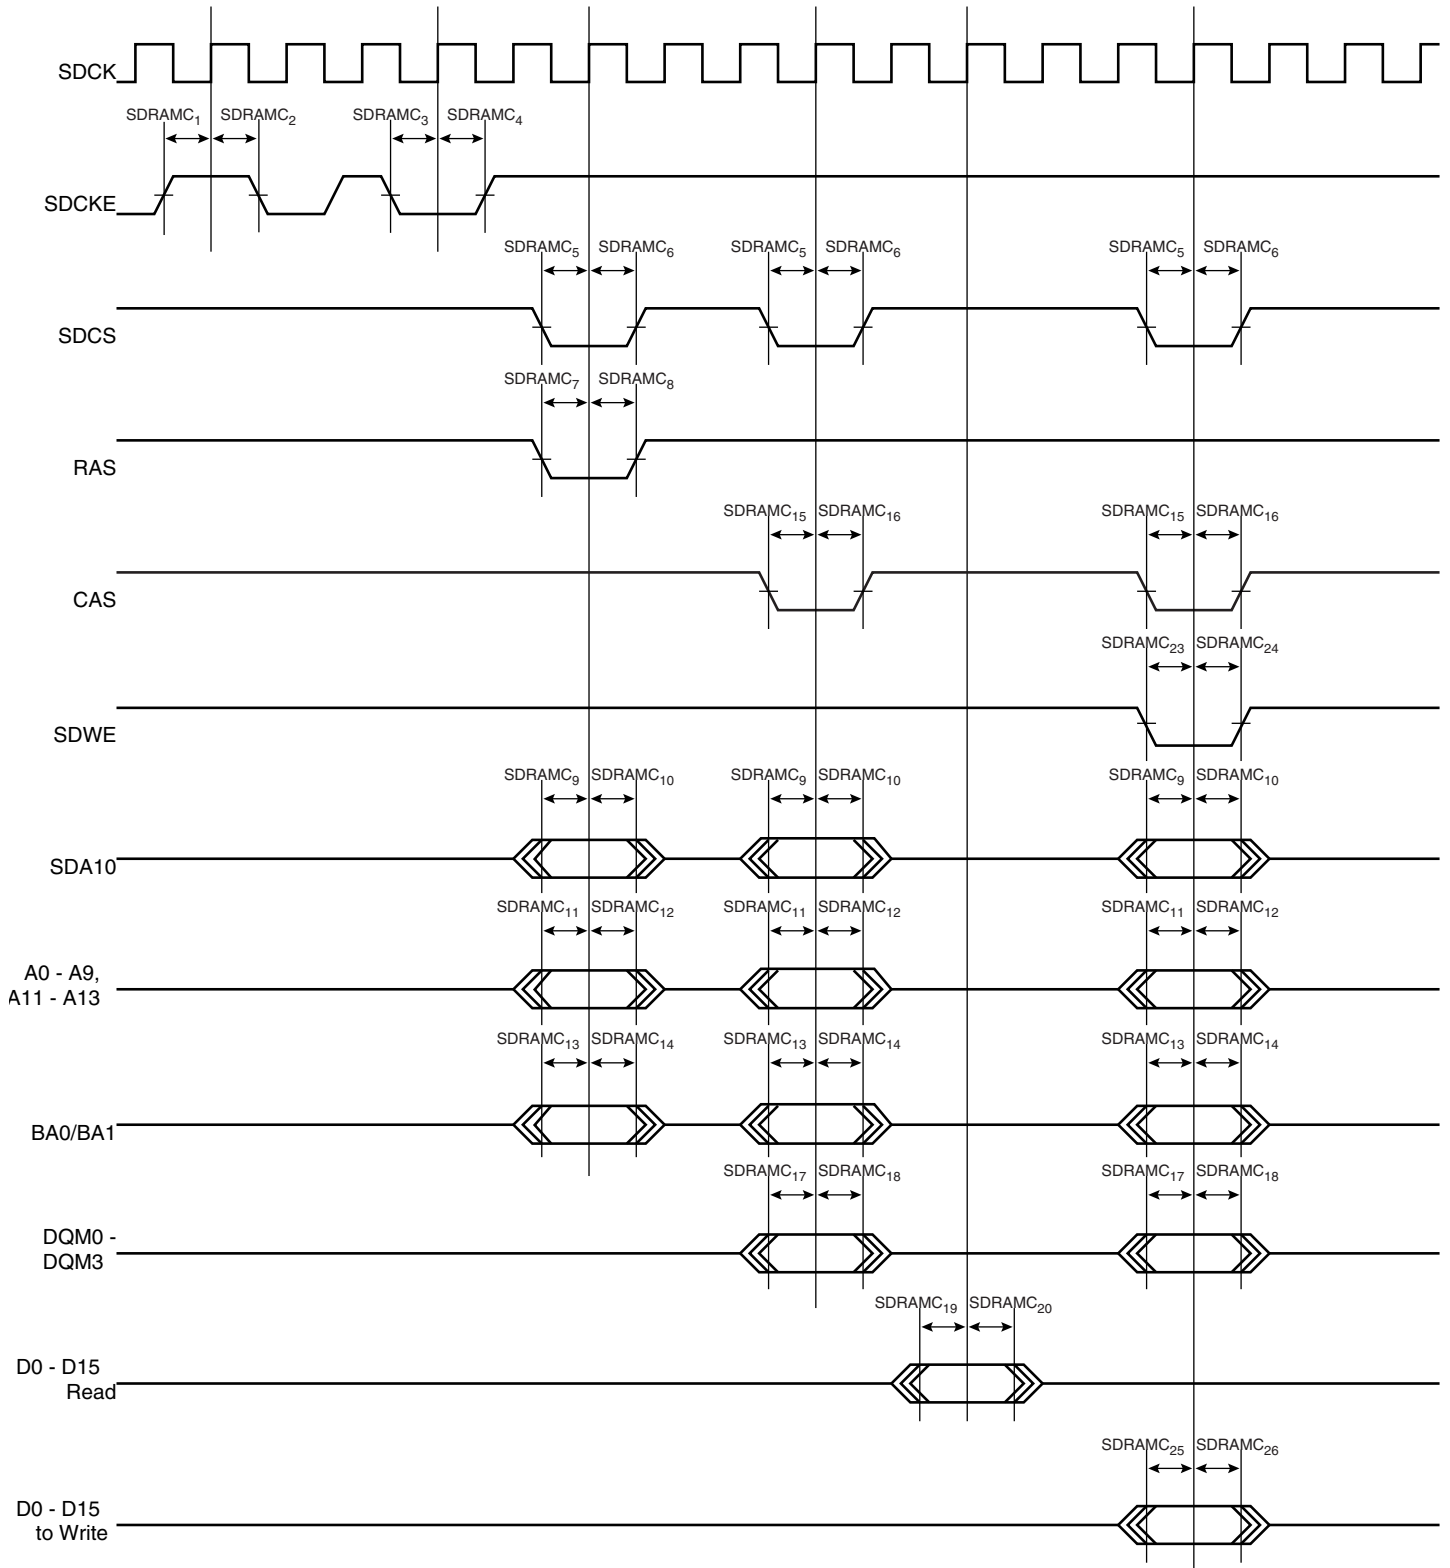 SDCK
SDRAMC1 SDRAMC2 SDRAMC3 SDRAMC4
SDCKE
SDRAMC5 SDRAMC6 SDRAMC5 SDRAMC6 SDRAMC5 SDRAMC6
SDCS
SDRAMC7 SDRAMC8
RAS
SDRAMC15 SDRAMC16 SDRAMC15 SDRAMC16
CAS
SDRAMC23 SDRAMC24
SDWE
SDRAMC9 SDRAMC10 SDRAMC9 SDRAMC10 SDRAMC9 SDRAMC10
SDA10
SDRAMC11 SDRAMC12 SDRAMC11 SDRAMC12 SDRAMC11 SDRAMC12
A0 - A9,
A11 - A13
SDRAMC13 SDRAMC14 SDRAMC13 SDRAMC14 SDRAMC13 SDRAMC14
BA0/BA1
SDRAMC17 SDRAMC18 SDRAMC17 SDRAMC18
DQM0 -
DQM3
SDRAMC19 SDRAMC20
D0 - D15
Read
SDRAMC25 SDRAMC26
D0 - D15
to Write